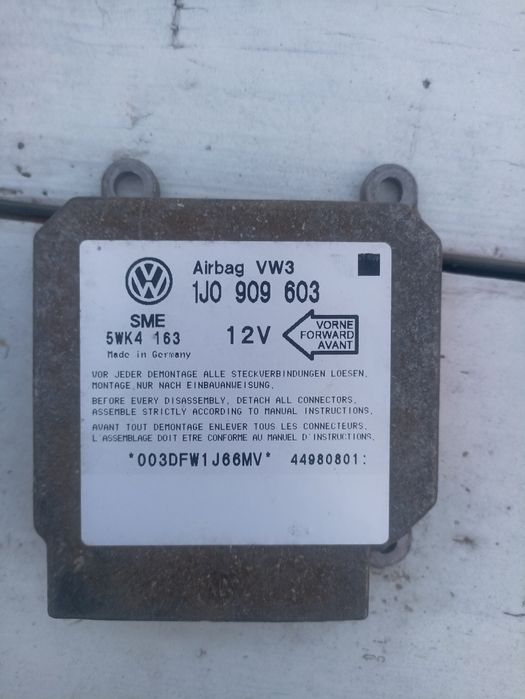 Airbag VW3
1J0 909 603
SME
5WK4 163
Made in Germany
12V
VORNE
FORWARD
AVANT
VOR JEDER DEMONTAGE ALLE STECKVERBINDUNGEN LOESEN.
MONTAGE,NUR NACH EINBAUANWEISUNG.
BEFORE EVERY DISASSEMBLY, DETACH ALL CONNECTORS.
ASSEMBLE STRICTLY ACCORDING TO MANUAL INSTRUCTIONS.
AVANT TOUT DEMONTAGE ENLEVER TOUS LES CONNECTEURS.
L'ASSEMBLAGE DOIT ETRE CONFORME AU MANUEL D'INSTRUCTIONS.
*003DFW1J66MV* 44980801: